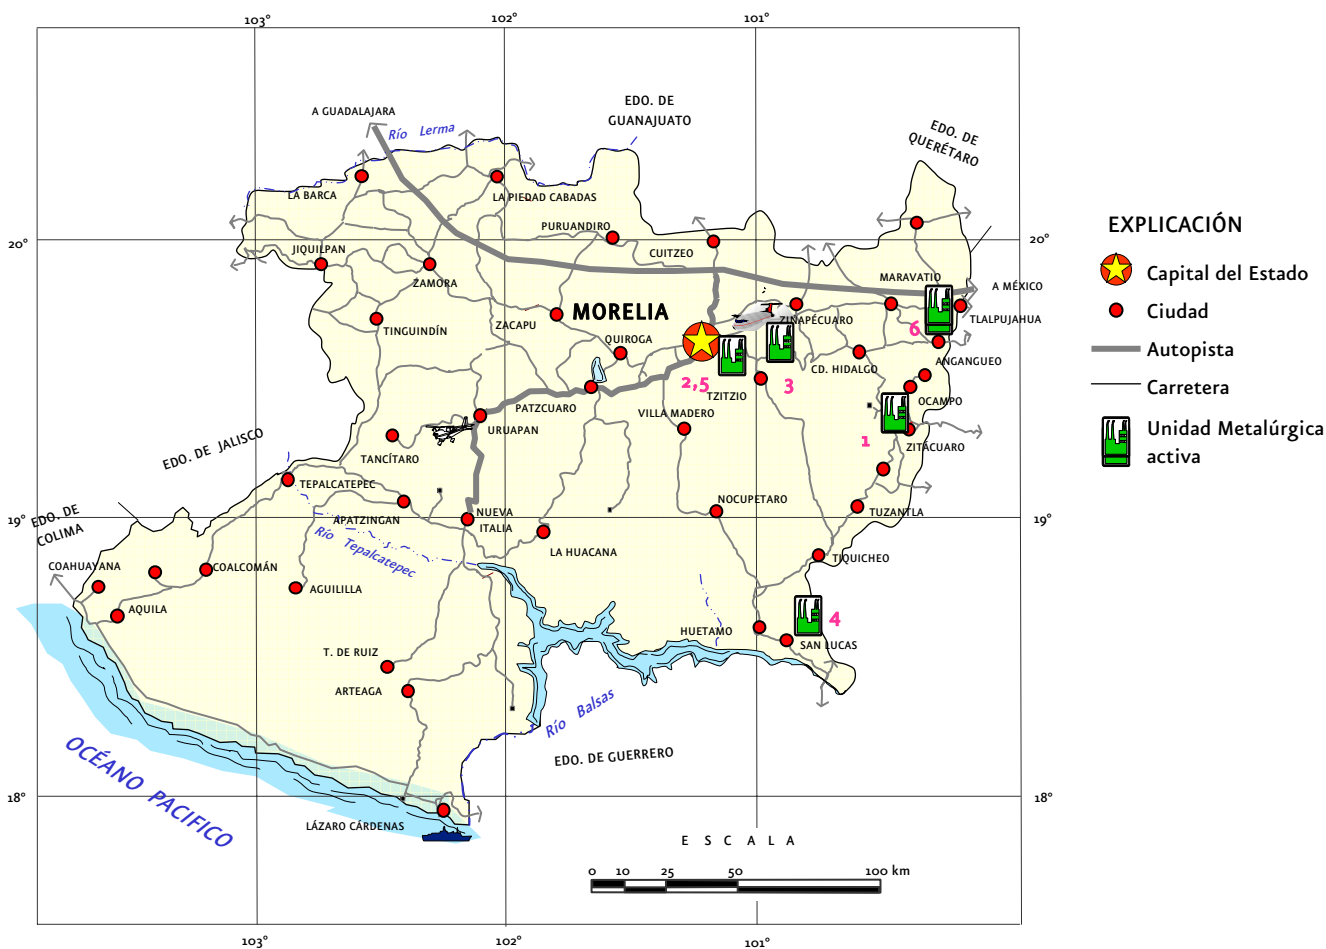 103°
102°
101°
A GUADALAJARA
Río Lerma
EDO. DE
GUANAJUATO
EDO. DE
QUERÉTARO
LA BARCA
LA PIEDAD CABADAS
PURUANDIRO
CUITZEO
20°
20°
JIQUILPAN
ZAMORA
MARAVATIO
A MÉXICO
TINGUINDÍN
ZACAPU
MORELIA
ZINAPÉCUARO
TLALPUJAHUA
6
QUIROGA
CD. HIDALGO
ANGANGUEO
2,5
TZITZIO
3
OCAMPO
PATZCUARO
VILLA MADERO
URUAPAN
1
ZITÁCUARO
EDO. DE JALISCO
TANCÍTARO
TEPALCATEPEC
NOCUPETARO
TUZANTLA
EDO. DE
COLIMA
19°
19°
APATZINGAN
NUEVA
ITALIA
Río Tepalcatepec
LA HUACANA
TIQUICHEO
COAHUAYANA
COALCOMÁN
AGUILILLA
AQUILA
4
HUETAMO
SAN LUCAS
T. DE RUIZ
ARTEAGA
Río Balsas
EDO. DE GUERRERO
OCÉANO PACIFICO
18°
18°
LÁZARO CÁRDENAS
E S C A L A
0 10 25 50 100 km
103°
102°
101°
EXPLICACIÓN
Capital del Estado
Ciudad
Autopista
Carretera
Unidad Metalúrgica
activa